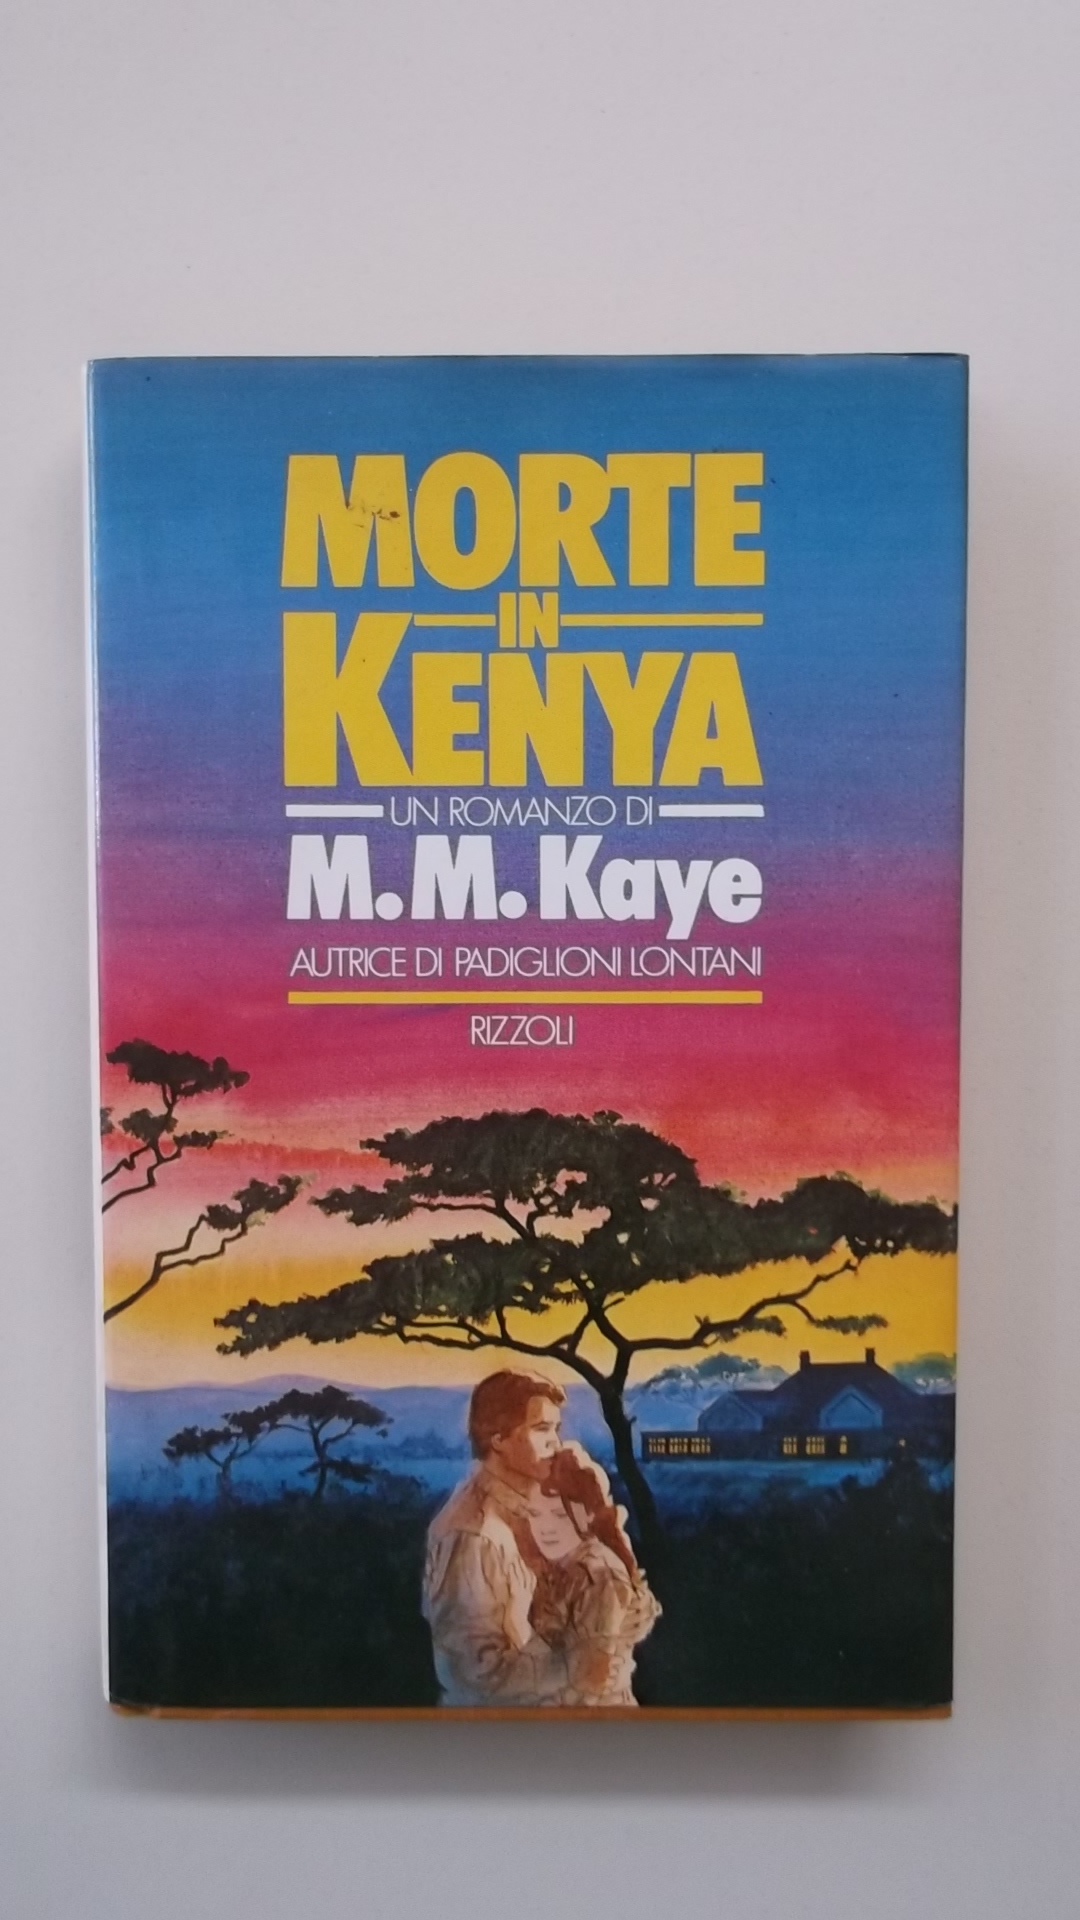 MORTE
IN
KENYA
UN ROMANZO DI
M. M. Kaye
AUTRICE DI PADIGLIONI LONTANI
RIZZOLI